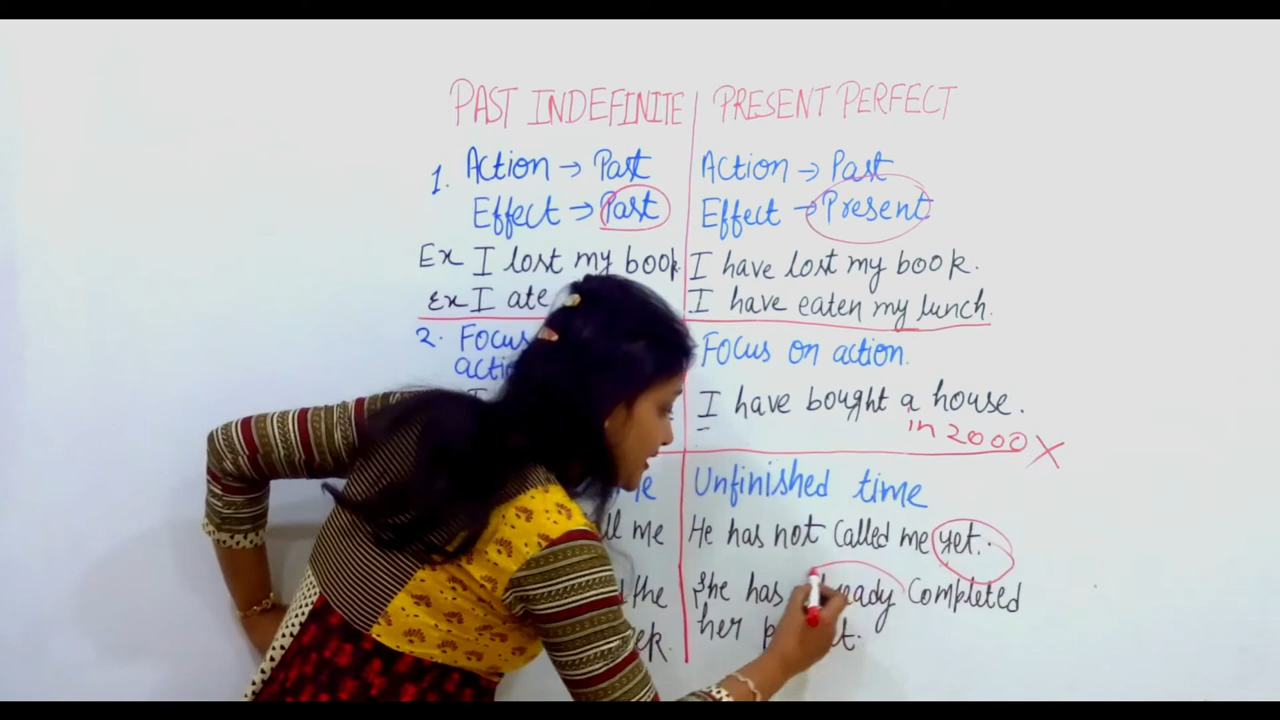 PAST INDEFINITE PRESENT PERFECT
1. Action → Past Action → Past
Effect → Past Effect → Present
Ex I lost my book. I have lost my book.
Ex I ate I have eaten my lunch.
2. Focus Focus on action.
I have bought a house.
in 2000 X
Unfinished time
me He has not called me yet.
the She has already completed
her